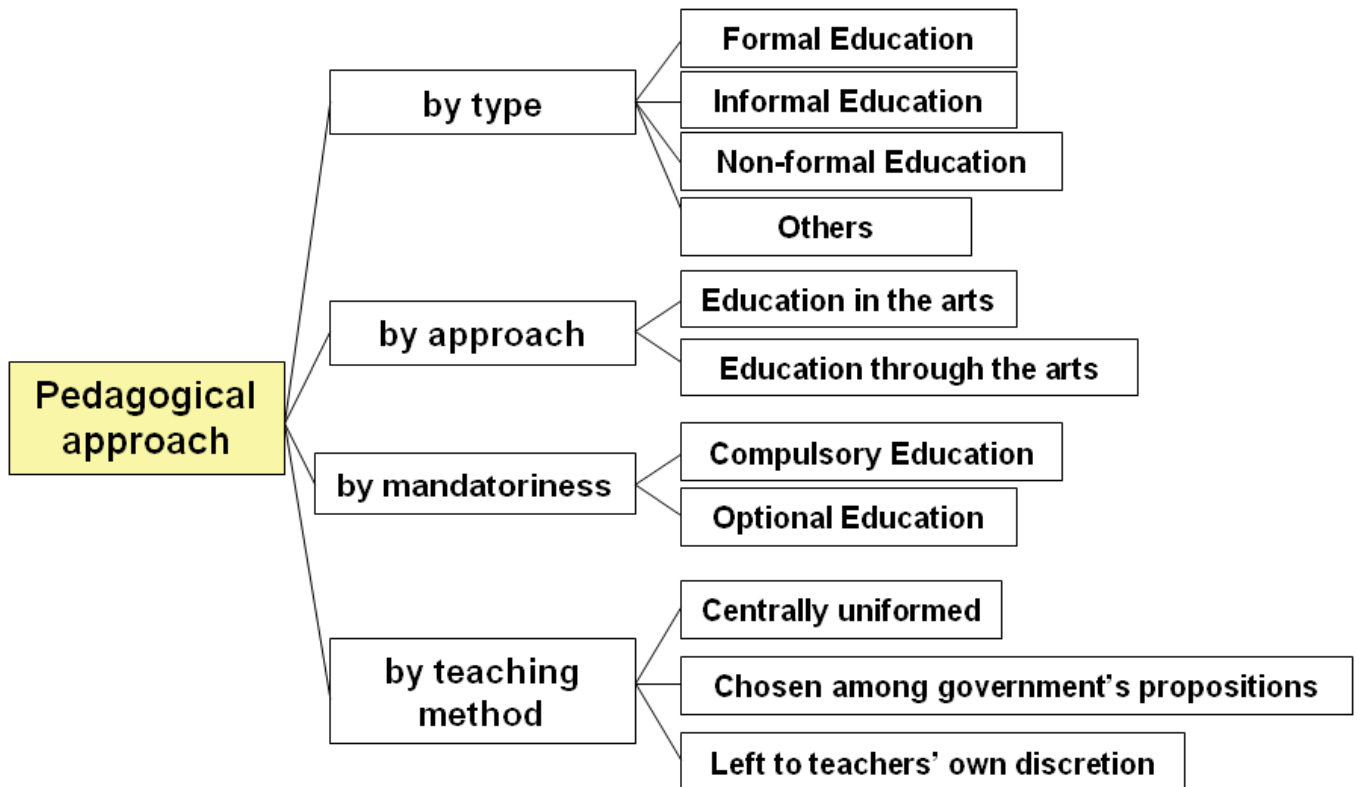 Formal Education
by type
Informal Education
Non-formal Education
Others
Education in the arts
by approach
Education through the arts
Pedagogical
approach
Compulsory Education
by mandatoriness
Optional Education
Centrally uniformed
by teaching
method
Chosen among government’s propositions
Left to teachers’ own discretion